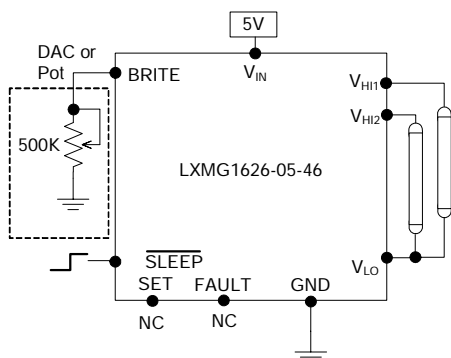 5V
DAC or
Pot
BRITE
V_IN
V_HI1
V_HI2
500K
LXMG1626-05-46
SLEEP
V_LO
SET
FAULT
GND
NC
NC